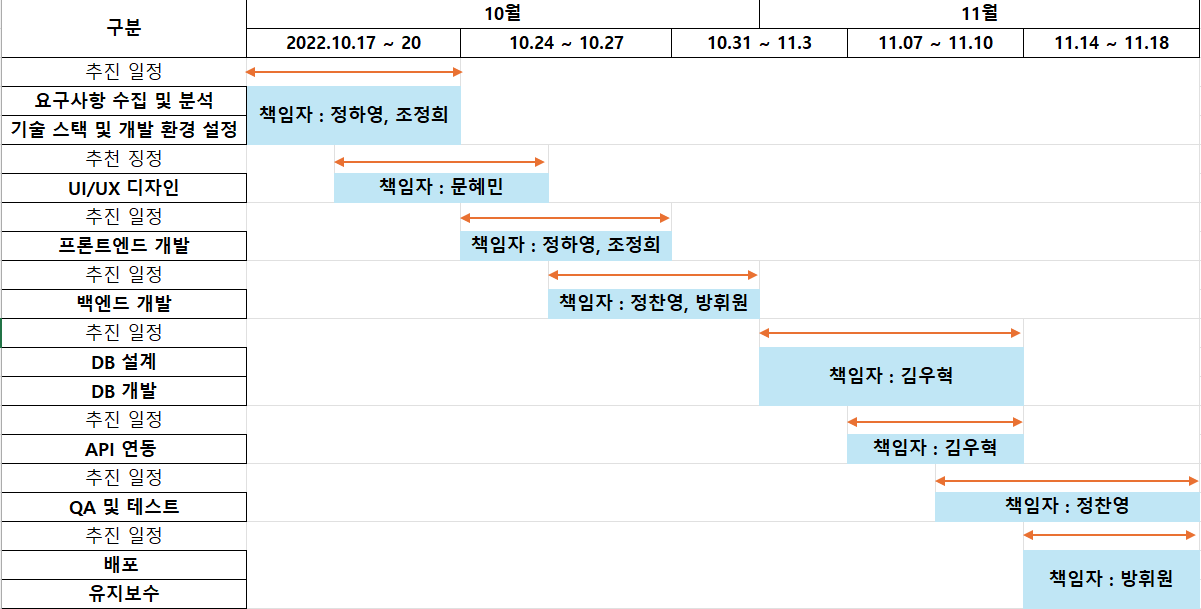 구분
10월
11월
2022.10.17 ~ 20
10.24 ~ 10.27
10.31 ~ 11.3
11.07 ~ 11.10
11.14 ~ 11.18
추진 일정
요구사항 수집 및 분석
기술 스택 및 개발 환경 설정
책임자 : 정하영, 조정희
추천 징정
UI/UX 디자인
책임자 : 문혜민
추진 일정
프론트엔드 개발
책임자 : 정하영, 조정희
추진 일정
백엔드 개발
책임자 : 정찬영, 방휘원
추진 일정
DB 설계
DB 개발
책임자 : 김우혁
추진 일정
API 연동
책임자 : 김우혁
추진 일정
QA 및 테스트
책임자 : 정찬영
추진 일정
배포
유지보수
책임자 : 방휘원